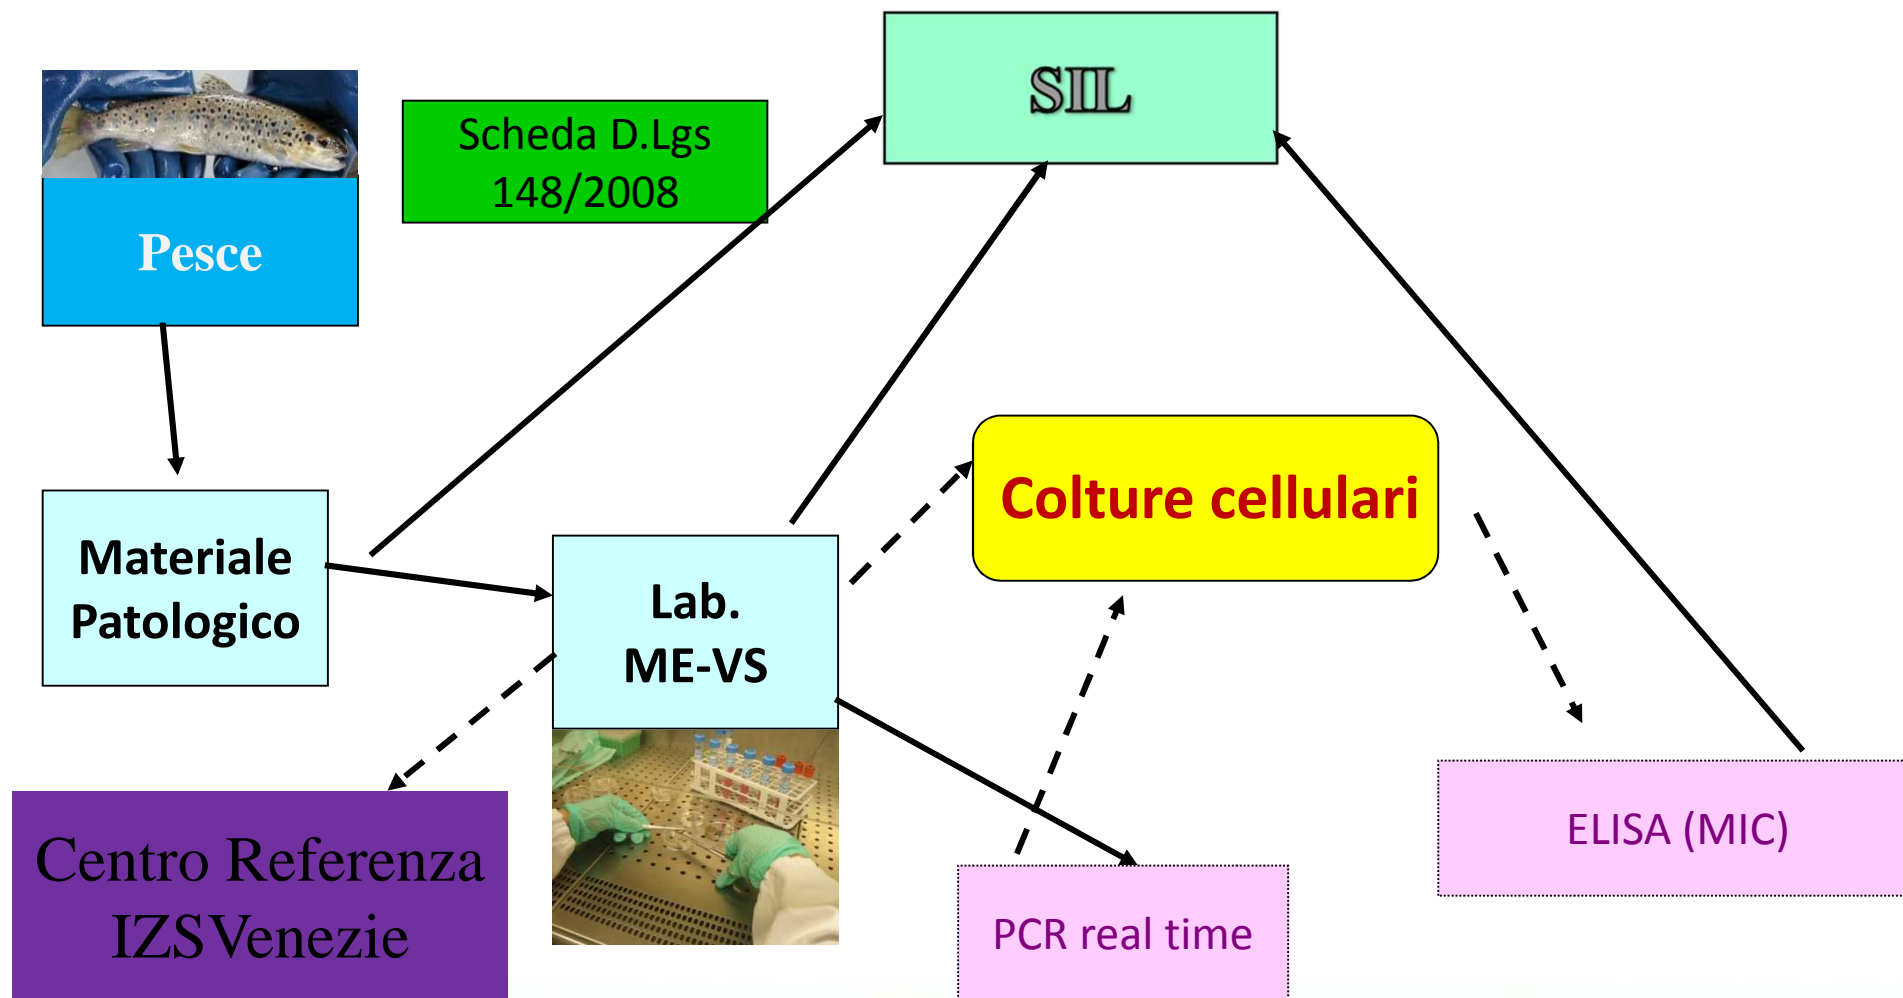 SIL
Scheda D.Lgs
148/2008
Pesce
Colture cellulari
Materiale
Patologico
Lab.
ME-VS
ELISA (MIC)
Centro Referenza
IZSVenezie
PCR real time